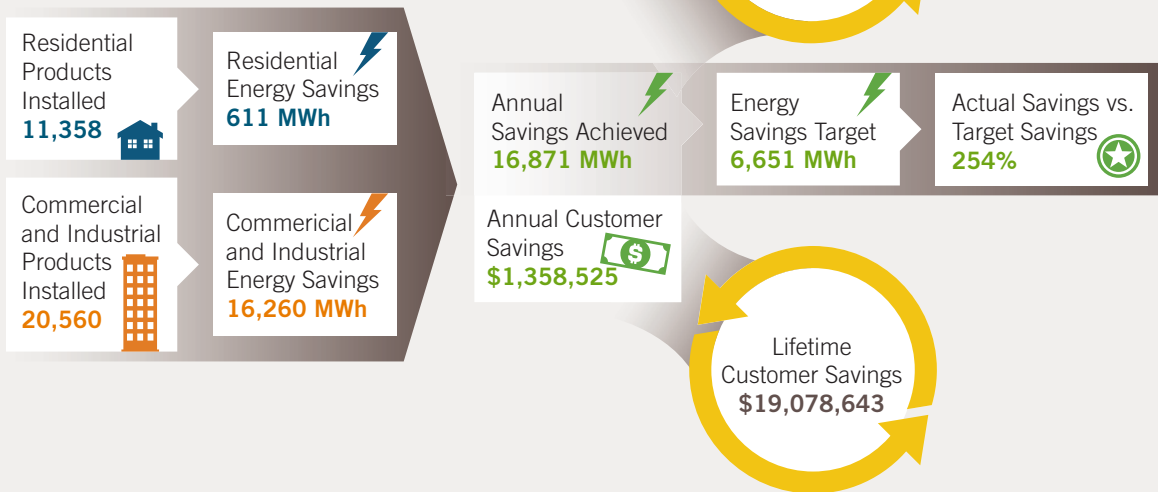 Residential
Products
Installed
11,358
Residential
Energy Savings
611 MWh
Commercial
and Industrial
Products
Installed
20,560
Commericial
and Industrial
Energy Savings
16,260 MWh
Annual
Savings Achieved
16,871 MWh
Annual Customer
Savings
$1,358,525
$
Energy
Savings Target
6,651 MWh
Actual Savings vs.
Target Savings
254%
Lifetime
Customer Savings
$19,078,643